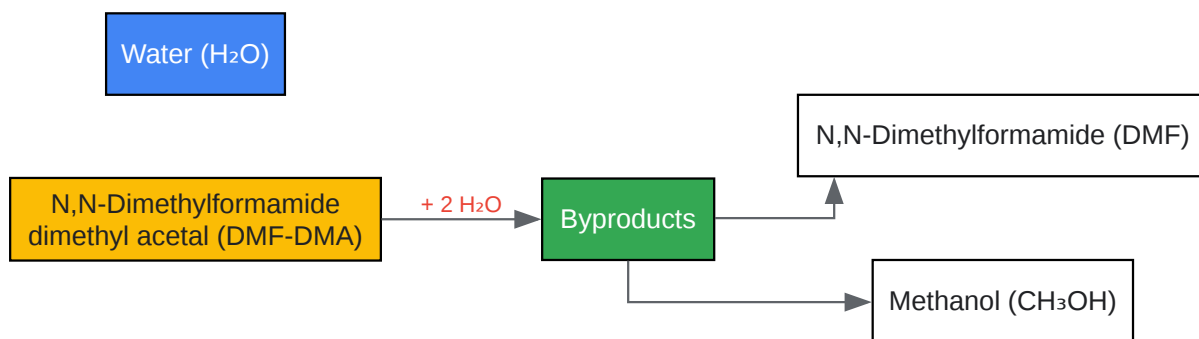 Water (H₂O)
N,N-Dimethylformamide (DMF)
N,N-Dimethylformamide
dimethyl acetal (DMF-DMA)
+ 2 H₂O
Byproducts
Methanol (CH₃OH)